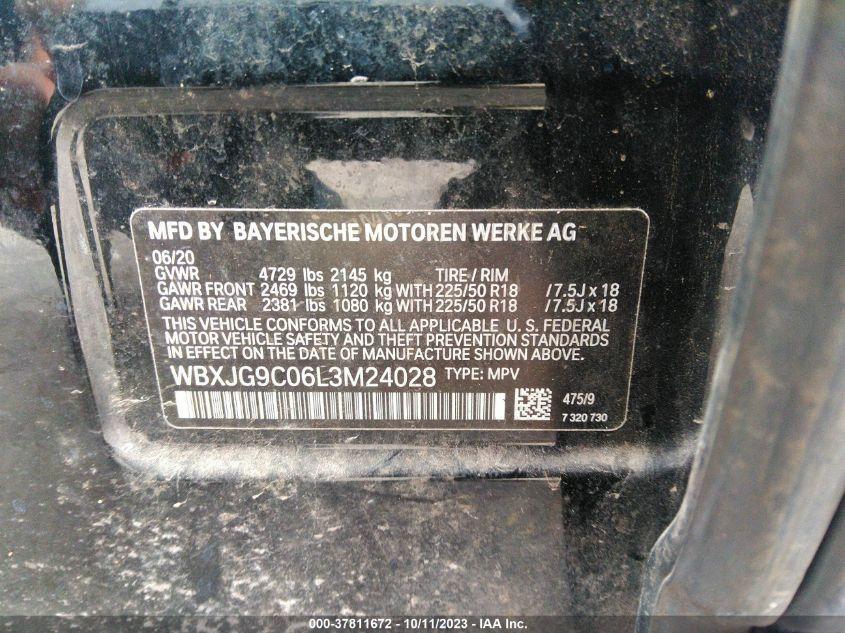 MFD BY BAYERISCHE MOTOREN WERKE AG
06/20
GVWR 4729 lbs 2145 kg TIRE / RIM
GAWR FRONT 2469 lbs 1120 kg WITH 225/50 R18 /7.5J x 18
GAWR REAR 2381 lbs 1080 kg WITH 225/50 R18 /7.5J x 18
THIS VEHICLE CONFORMS TO ALL APPLICABLE U. S. FEDERAL
MOTOR VEHICLE SAFETY AND THEFT PREVENTION STANDARDS
IN EFFECT ON THE DATE OF MANUFACTURE SHOWN ABOVE.
WBXJG9C06L3M24028 TYPE: MPV
475/9
7 320 730
000-37811672 - 10/11/2023 - IAA Inc.